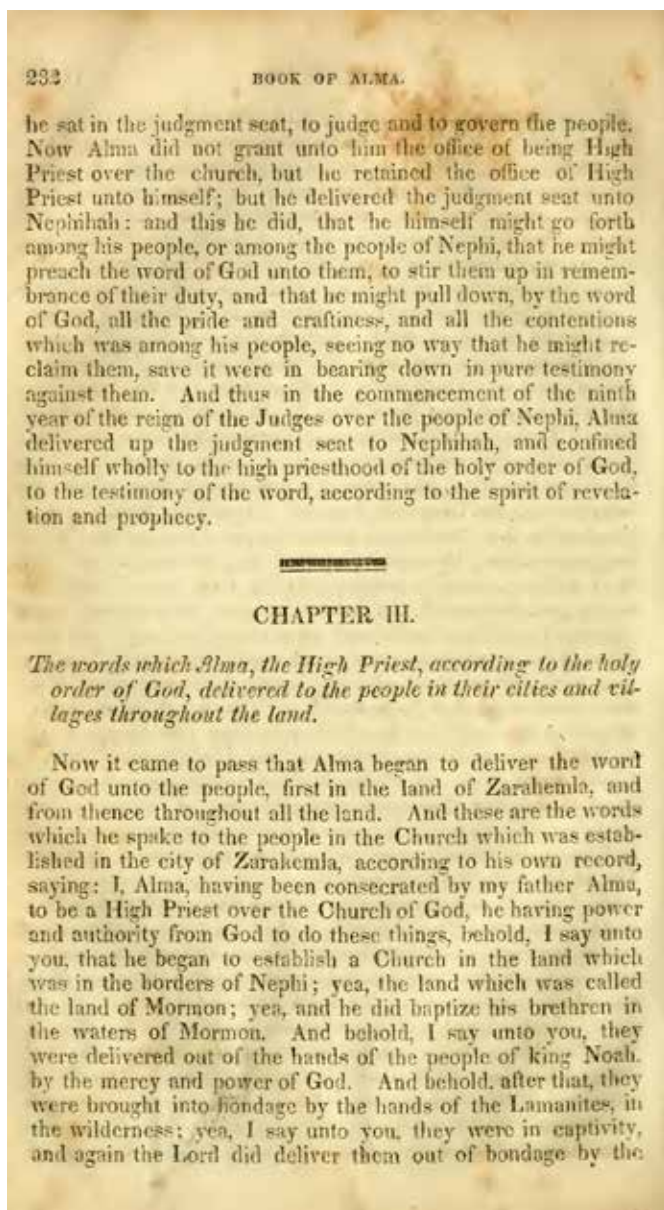 232 BOOK OF ALMA.
he sat in the judgment seat, to judge and to govern the people.
Now Alma did not grant unto him the office of being High
Priest over the church, but he retained the office of High
Priest unto himself; but he delivered the judgment seat unto
Nephihah: and this he did, that he himself might go forth
among his people, or among the people of Nephi, that he might
preach the word of God unto them, to stir them up in remem-
brance of their duty, and that he might pull down, by the word
of God, all the pride and craftiness, and all the contentions
which was among his people, seeing no way that he might re-
claim them, save it were in bearing down in pure testimony
against them. And thus in the commencement of the ninth
year of the reign of the Judges over the people of Nephi, Alma
delivered up the judgment seat to Nephihah, and confined
himself wholly to the high priesthood of the holy order of God,
to the testimony of the word, according to the spirit of revela-
tion and prophecy.
CHAPTER III.
The words which Alma, the High Priest, according to the holy
order of God, delivered to the people in their cities and vil-
lages throughout the land.
Now it came to pass that Alma began to deliver the word
of God unto the people, first in the land of Zarahemla, and
from thence throughout all the land. And these are the words
which he spake to the people in the Church which was estab-
lished in the city of Zarahemla, according to his own record,
saying: I, Alma, having been consecrated by my father Alma,
to be a High Priest over the Church of God, he having power
and authority from God to do these things, behold, I say unto
you, that he began to establish a Church in the land which
was in the borders of Nephi; yea, the land which was called
the land of Mormon; yea, and he did baptize his brethren in
the waters of Mormon. And behold, I say unto you, they
were delivered out of the hands of the people of king Noah,
by the mercy and power of God. And behold, after that, they
were brought into bondage by the hands of the Lamanites, in
the wilderness; yea, I say unto you, they were in captivity,
and again the Lord did deliver them out of bondage by the